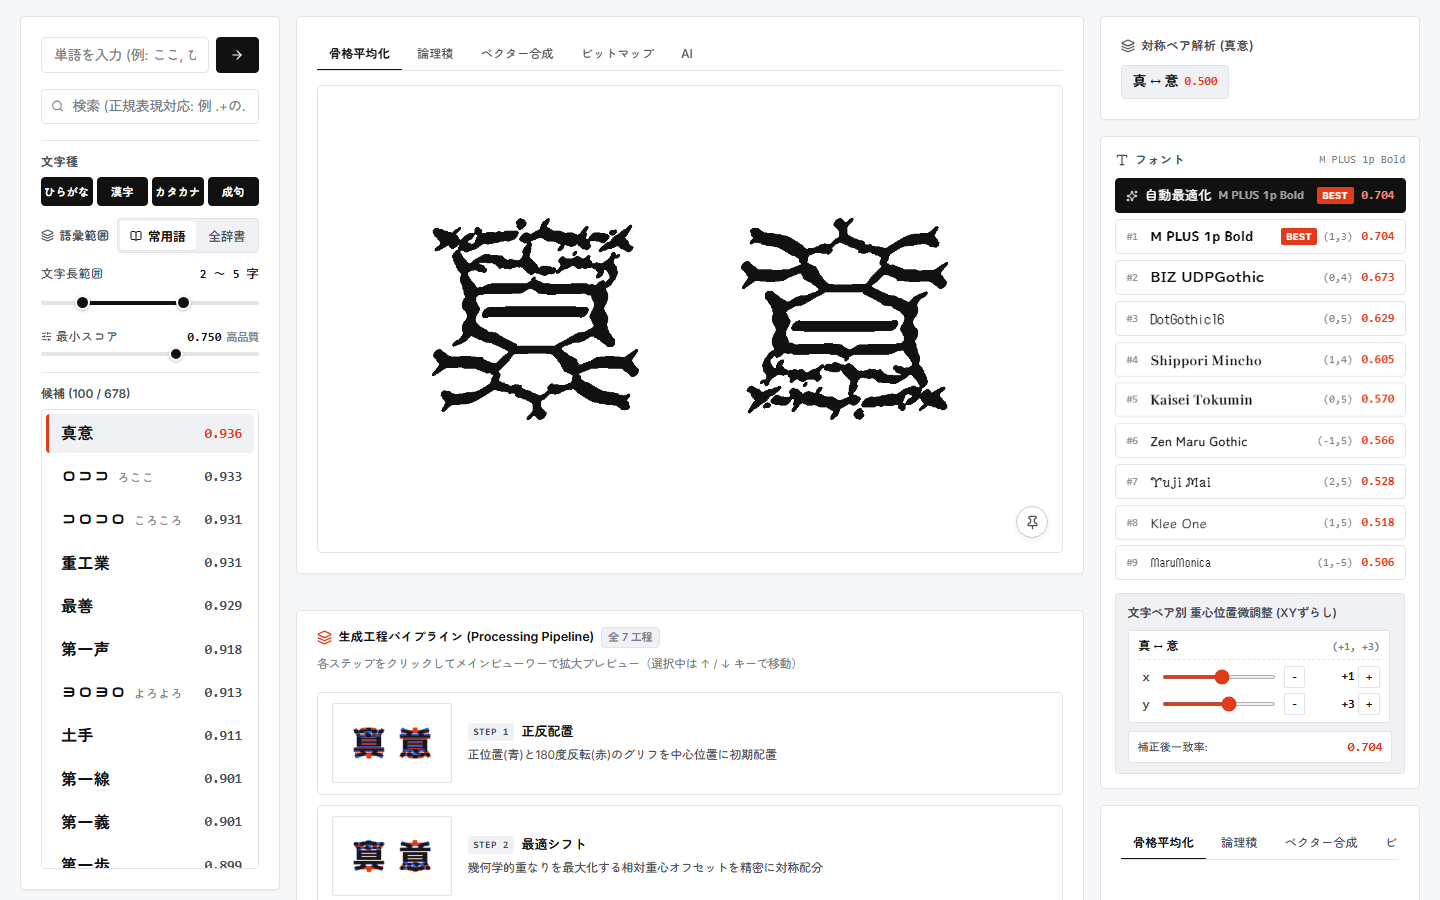 単語を入力 (例: ここ, ひ
検索 (正規表現対応: 例 .+の.
文字種
ひらがな 漢字 カタカナ 成句
語彙範囲 常用語 全辞書
文字長範囲 2 〜 5 字
最小スコア 0.750 高品質
候補 (100 / 678)
真意 0.936
ロココ ろここ 0.933
コロコロ ころころ 0.931
重工業 0.931
最善 0.929
第一声 0.918
ヨロヨロ よろよろ 0.913
土手 0.911
第一線 0.901
第一義 0.901
第一歩 0.899
骨格平均化 論理積 ベクター合成 ビットマップ AI
生成工程パイプライン (Processing Pipeline) 全 7 工程
各ステップをクリックしてメインビューワーで拡大プレビュー（選択中は ↑ / ↓ キーで移動）
真 意
STEP 1 正反配置
正位置(青)と180度反転(赤)のグリフを中心位置に初期配置
真 意
STEP 2 最適シフト
幾何学的重なりを最大化する相対重心オフセットを精密に対称配分
対称ペア解析 (真意)
真 ↔ 意 0.500
フォント M PLUS 1p Bold
自動最適化 M PLUS 1p Bold BEST 0.704
#1 M PLUS 1p Bold BEST (1,3) 0.704
#2 BIZ UDPGothic (0,4) 0.673
#3 DotGothic16 (0,5) 0.629
#4 Shippori Mincho (1,4) 0.605
#5 Kaisei Tokumin (0,5) 0.570
#6 Zen Maru Gothic (-1,5) 0.566
#7 Yuji Mai (2,5) 0.528
#8 Klee One (1,5) 0.518
#9 MaruMonica (1,-5) 0.506
文字ペア別 重心位置微調整 (XYずらし)
真 ↔ 意 (+1, +3)
x - +1 +
y - +3 +
補正後一致率: 0.704
骨格平均化 論理積 ベクター合成 ビ